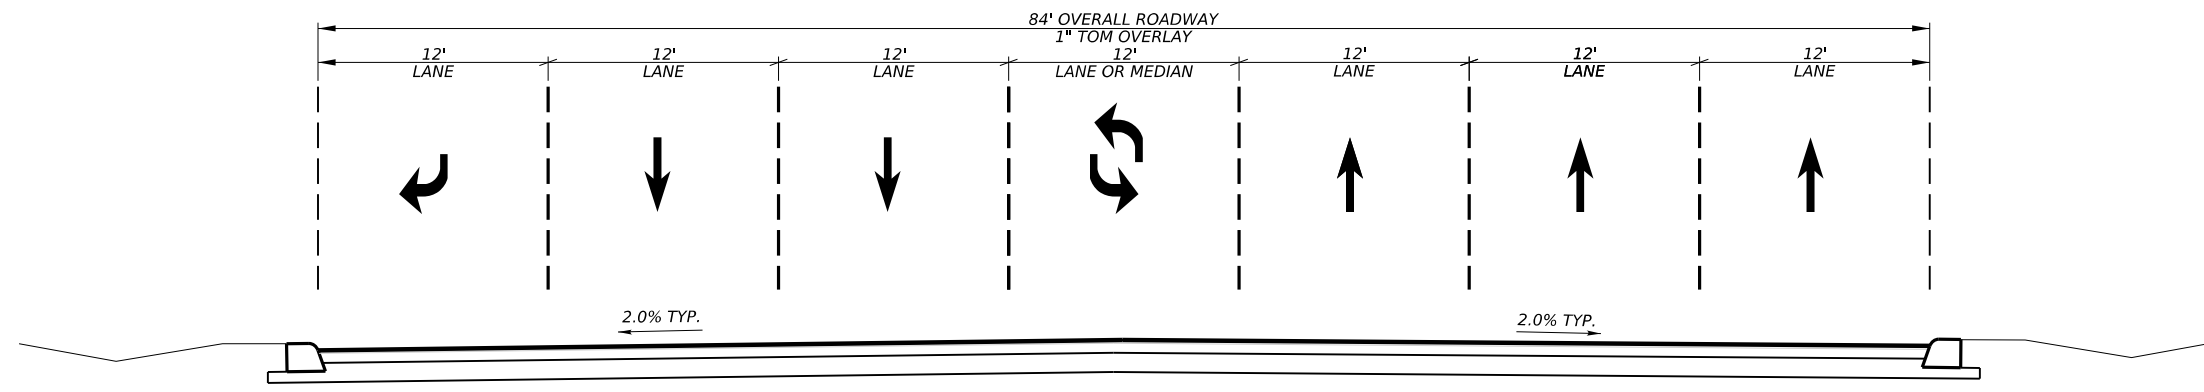 84' OVERALL ROADWAY
1" TOM OVERLAY
12' 12' 12' 12' 12' 12' 12'
LANE LANE LANE LANE OR MEDIAN LANE LANE LANE
2.0% TYP. 2.0% TYP.